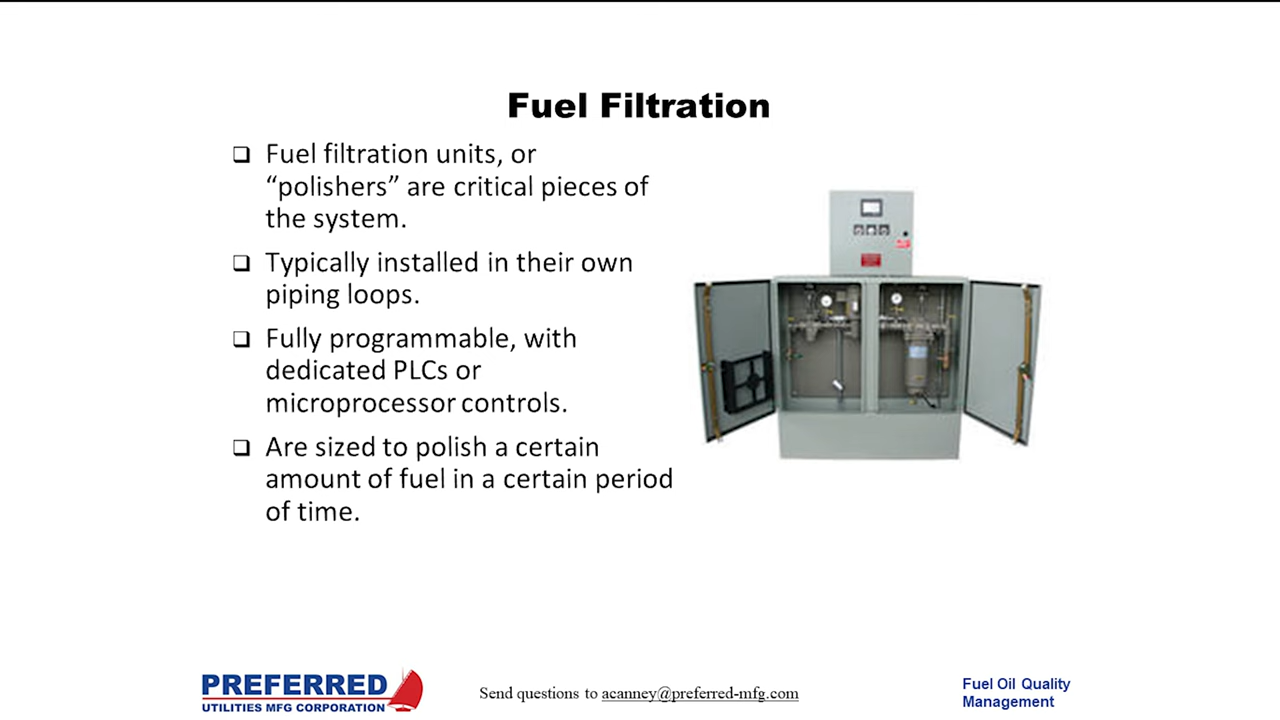 Fuel Filtration
❑ Fuel filtration units, or
“polishers” are critical pieces of
the system.
❑ Typically installed in their own
piping loops.
❑ Fully programmable, with
dedicated PLCs or
microprocessor controls.
❑ Are sized to polish a certain
amount of fuel in a certain period
of time.
PREFERRED
UTILITIES MFG CORPORATION
Send questions to acanney@preferred-mfg.com
Fuel Oil Quality
Management